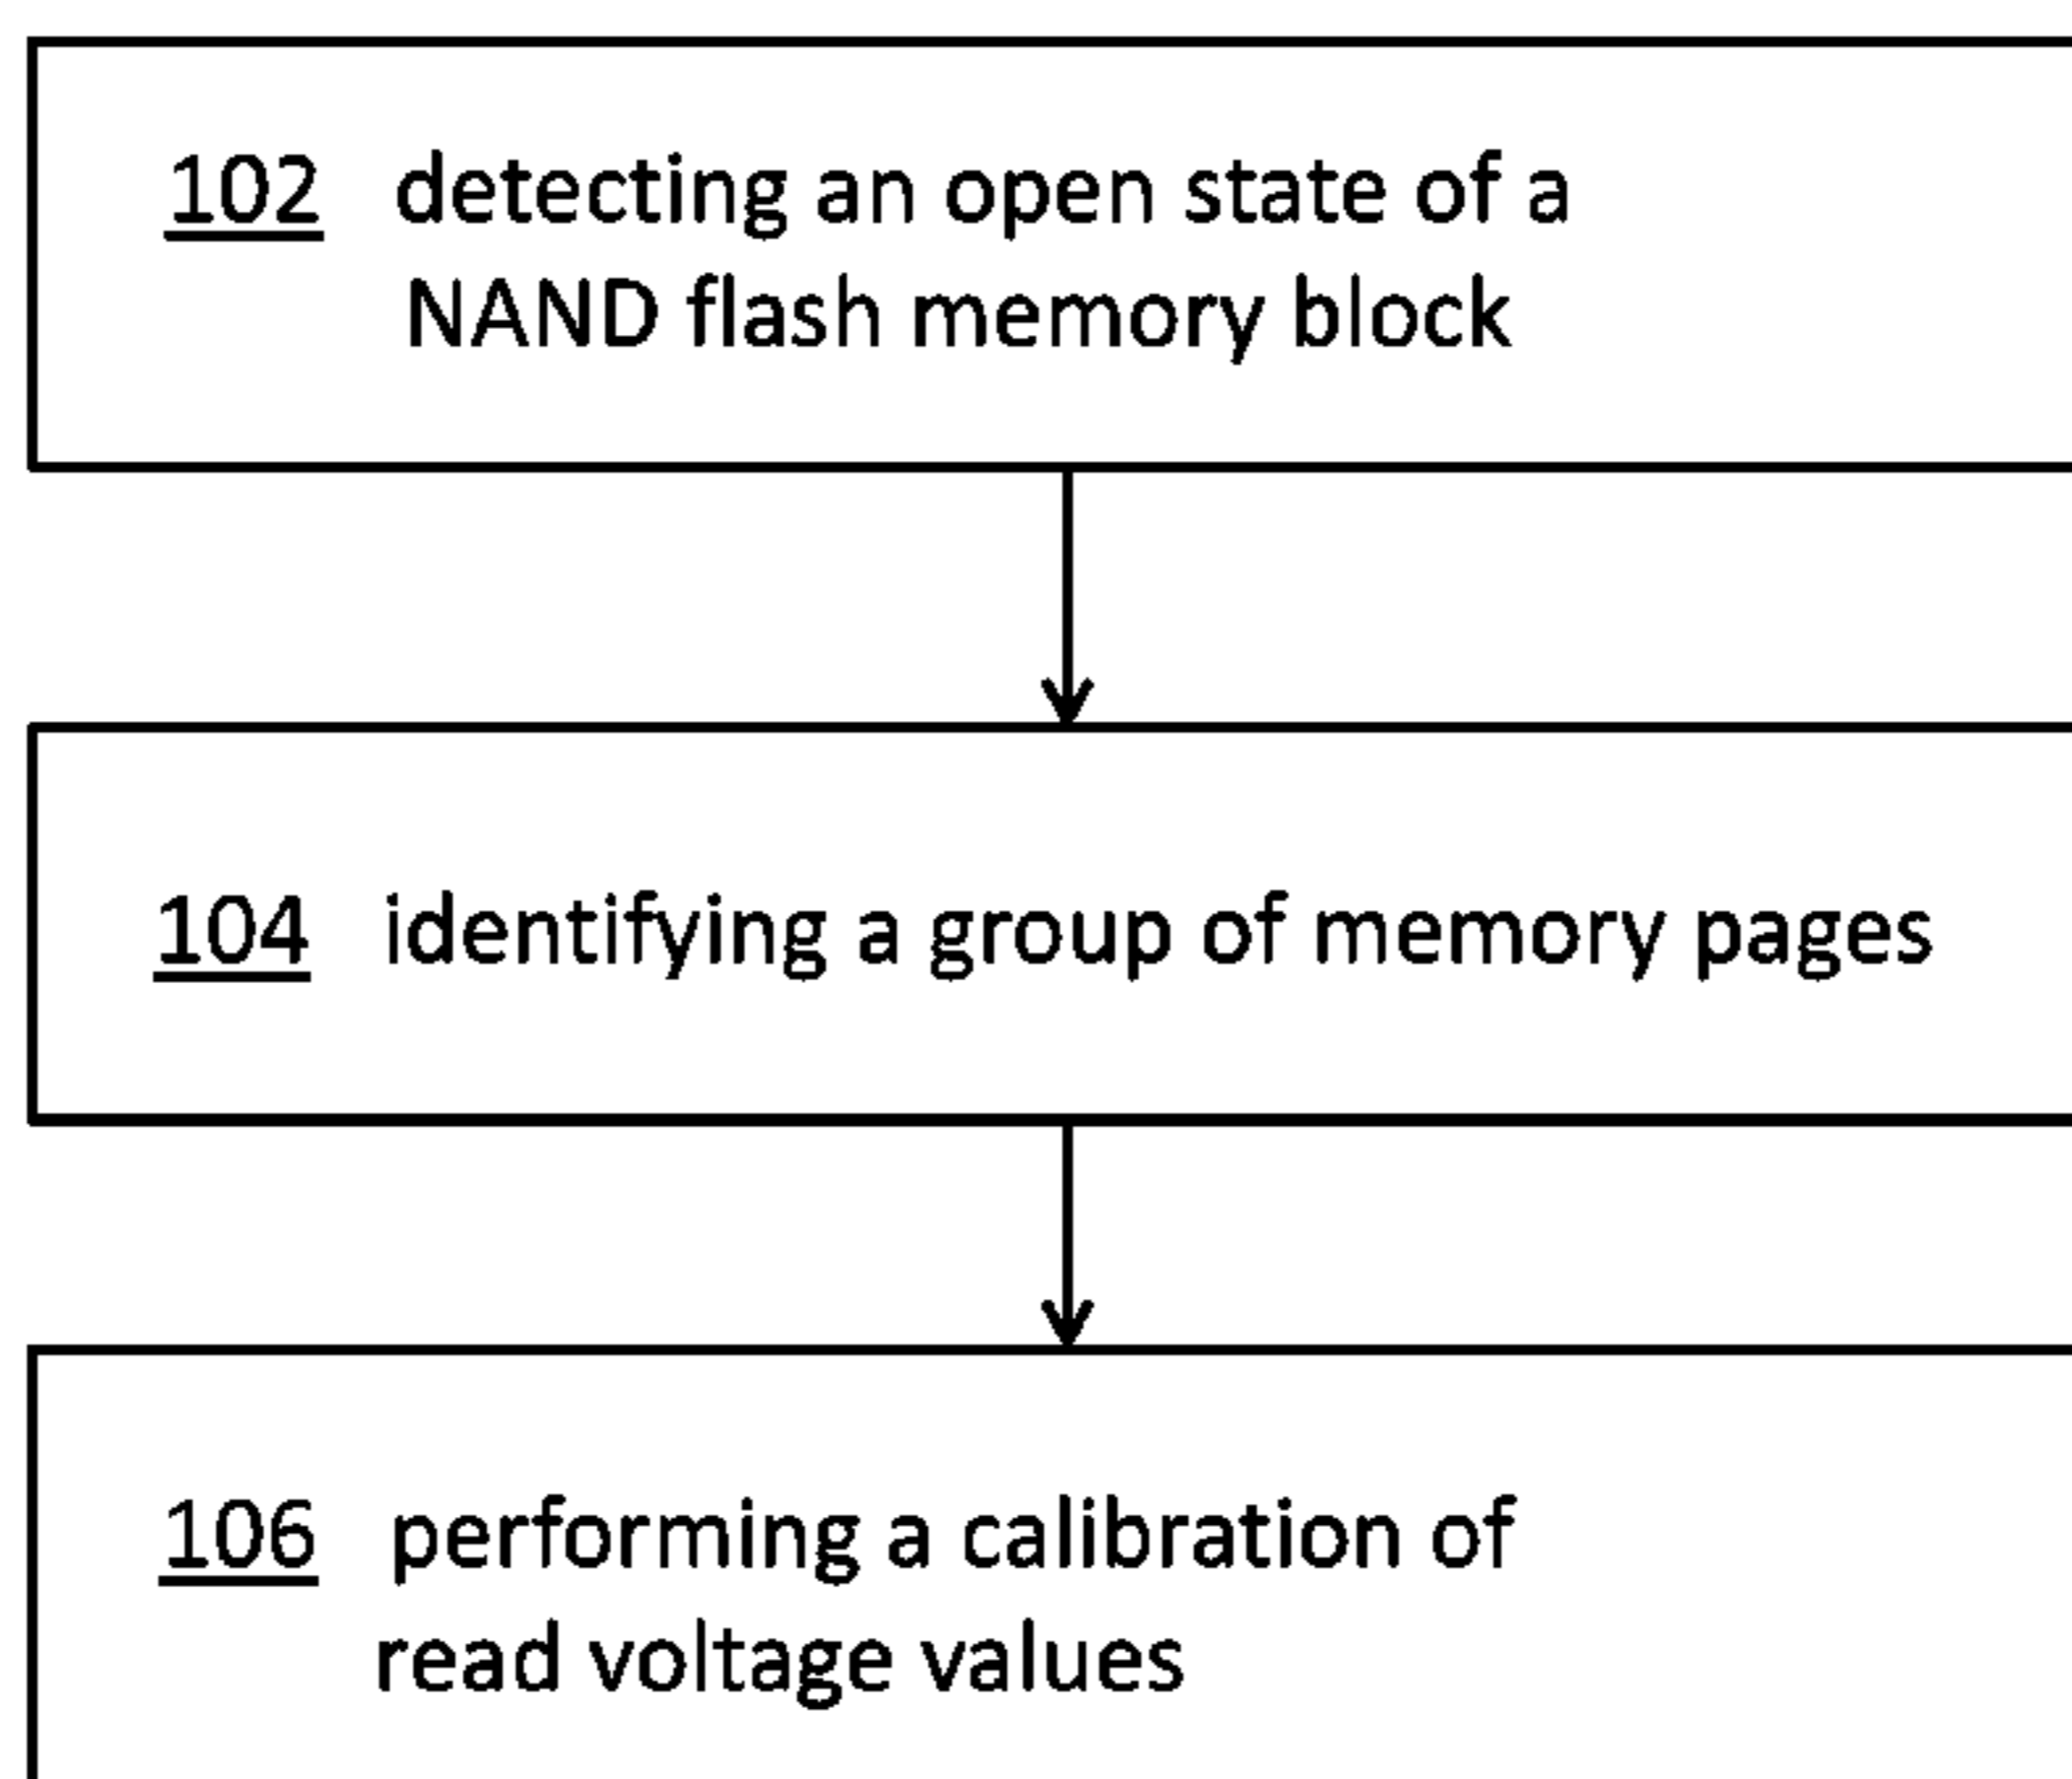 102 detecting an open state of a
NAND flash memory block
104 identifying a group of memory pages
106 performing a calibration of
read voltage values